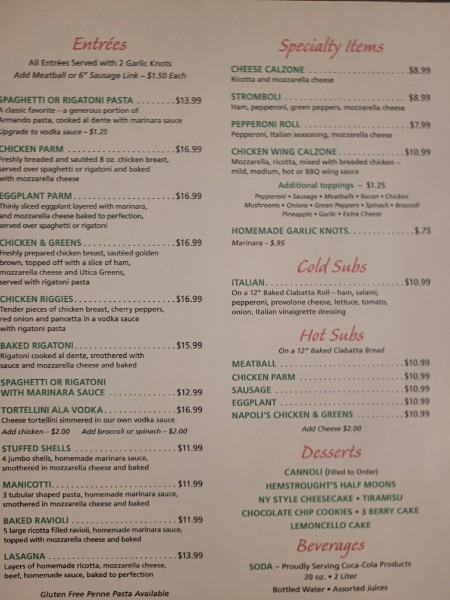 Entrées
All Entrées Served with 2 Garlic Knots
Add Meatball or 6" Sausage Link – $1.50 Each
SPAGHETTI OR RIGATONI PASTA ........$13.99
A classic favorite – a generous portion of
Armando pasta, cooked al dente with marinara sauce
Upgrade to vodka sauce – $1.25
CHICKEN PARM ........$16.99
Freshly breaded and sautéed 8 oz. chicken breast,
served over spaghetti or rigatoni and baked
with mozzarella cheese
EGGPLANT PARM ........$16.99
Thinly sliced eggplant layered with marinara,
and mozzarella cheese baked to perfection,
served over spaghetti or rigatoni
CHICKEN & GREENS ........$16.99
Freshly prepared chicken breast, sautéed golden
brown, topped off with a slice of ham,
mozzarella cheese and Utica Greens,
served with rigatoni pasta
CHICKEN RIGGIES ........$16.99
Tender pieces of chicken breast, cherry peppers,
red onion and pancetta in a vodka sauce
with rigatoni pasta
BAKED RIGATONI ........$15.99
Rigatoni cooked al dente, smothered with
sauce and mozzarella cheese and baked
SPAGHETTI OR RIGATONI
WITH MARINARA SAUCE ........$12.99
TORTELLINI ALA VODKA ........$16.99
Cheese tortellini simmered in our own vodka sauce
Add chicken – $2.00 Add broccoli or spinach – $2.00
STUFFED SHELLS ........$11.99
4 jumbo shells, homemade marinara sauce,
smothered in mozzarella cheese and baked
MANICOTTI ........$11.99
3 tubular shaped pasta, homemade marinara sauce,
smothered in mozzarella cheese and baked
BAKED RAVIOLI ........$11.99
5 large ricotta filled ravioli, homemade marinara sauce,
topped with mozzarella cheese and baked
LASAGNA ........$13.99
Layers of homemade ricotta, mozzarella cheese,
beef, homemade sauce, baked to perfection
Gluten Free Penne Pasta Available
Specialty Items
CHEESE CALZONE ........$8.99
Ricotta and mozzarella cheese
STROMBOLI ........$8.99
Ham, pepperoni, green peppers, mozzarella cheese
PEPPERONI ROLL ........$7.99
Pepperoni, Italian seasoning, mozzarella cheese
CHICKEN WING CALZONE ........$10.99
Mozzarella, ricotta, mixed with breaded chicken –
mild, medium, hot or BBQ wing sauce
Additional toppings – $1.25
Pepperoni • Sausage • Meatballs • Bacon • Chicken
Mushrooms • Onions • Green Peppers • Spinach • Broccoli
Pineapple • Garlic • Extra Cheese
HOMEMADE GARLIC KNOTS ........$.75
Marinara – $.95
Cold Subs
ITALIAN ........$10.99
On a 12" Baked Ciabatta Roll – ham, salami,
pepperoni, provolone cheese, lettuce, tomato,
onion, Italian vinaigrette dressing
Hot Subs
On a 12" Baked Ciabatta Bread
MEATBALL ........$10.99
CHICKEN PARM ........$10.99
SAUSAGE ........$10.99
EGGPLANT ........$10.99
NAPOLI'S CHICKEN & GREENS ........$10.99
Add Cheese $2.00
Desserts
CANNOLI (Filled to Order)
HEMSTROUGHT'S HALF MOONS
NY STYLE CHEESECAKE • TIRAMISU
CHOCOLATE CHIP COOKIES • 3 BERRY CAKE
LEMONCELLO CAKE
Beverages
SODA – Proudly Serving Coca-Cola Products
20 oz. • 2 Liter
Bottled Water • Assorted Juices